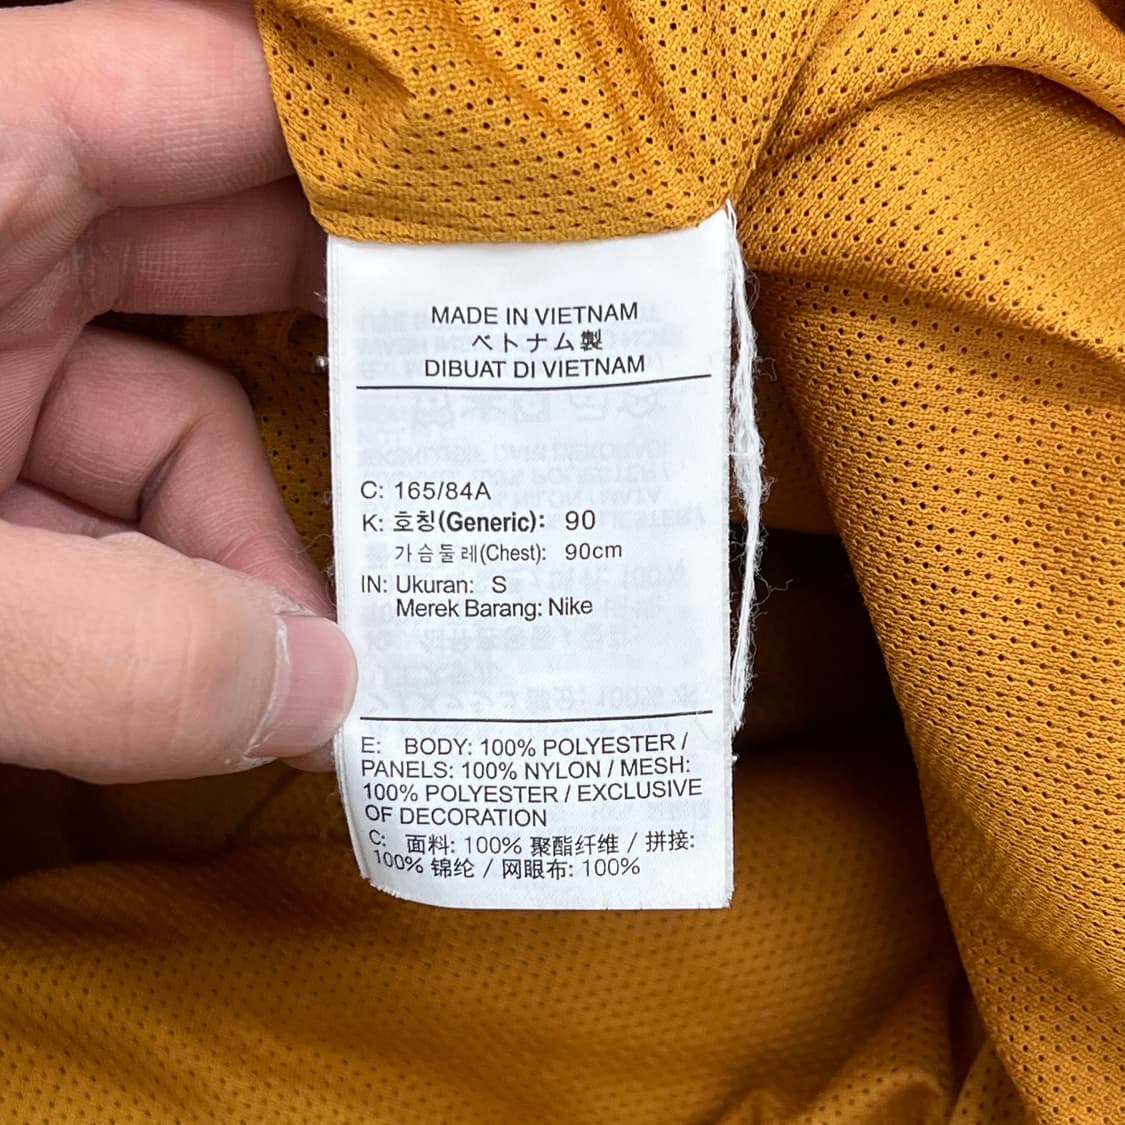 MADE IN VIETNAM
ベトナム製
DIBUAT DI VIETNAM
C: 165/84A
K: 호칭(Generic): 90
가슴둘레(Chest): 90cm
IN: Ukuran: S
Merek Barang: Nike
E: BODY: 100% POLYESTER /
PANELS: 100% NYLON / MESH:
100% POLYESTER / EXCLUSIVE
OF DECORATION
C: 面料: 100% 聚酯纤维 / 拼接:
100% 锦纶 / 网眼布: 100%